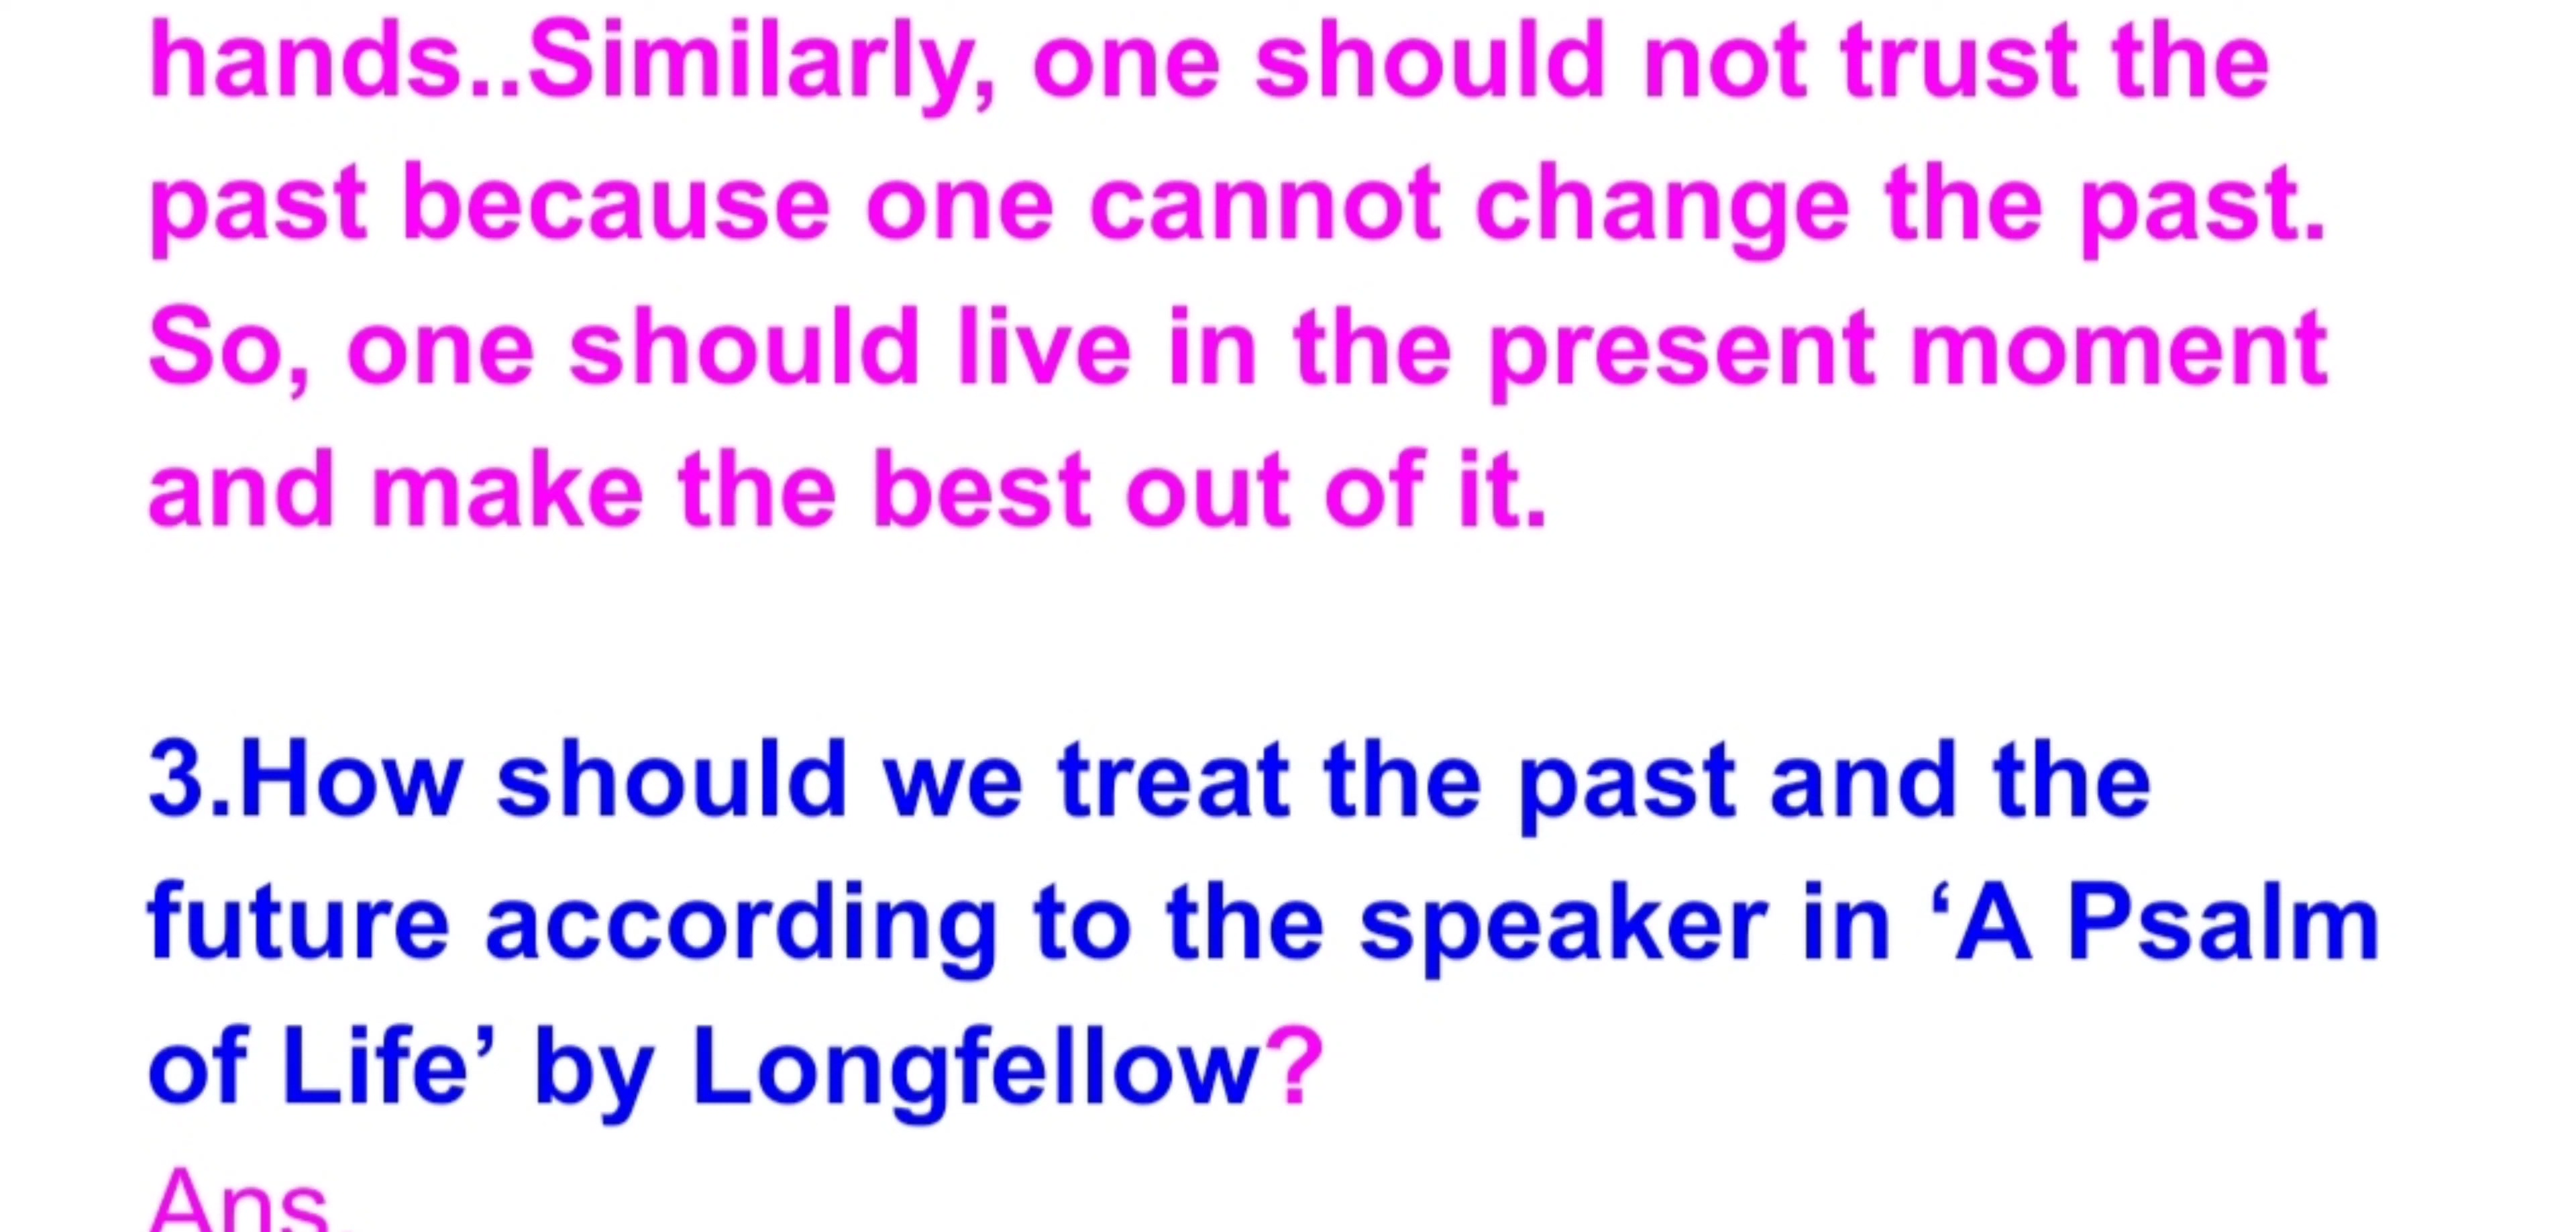 hands..Similarly, one should not trust the
past because one cannot change the past.
So, one should live in the present moment
and make the best out of it.
3.How should we treat the past and the
future according to the speaker in ‘A Psalm
of Life’ by Longfellow?
Ans.